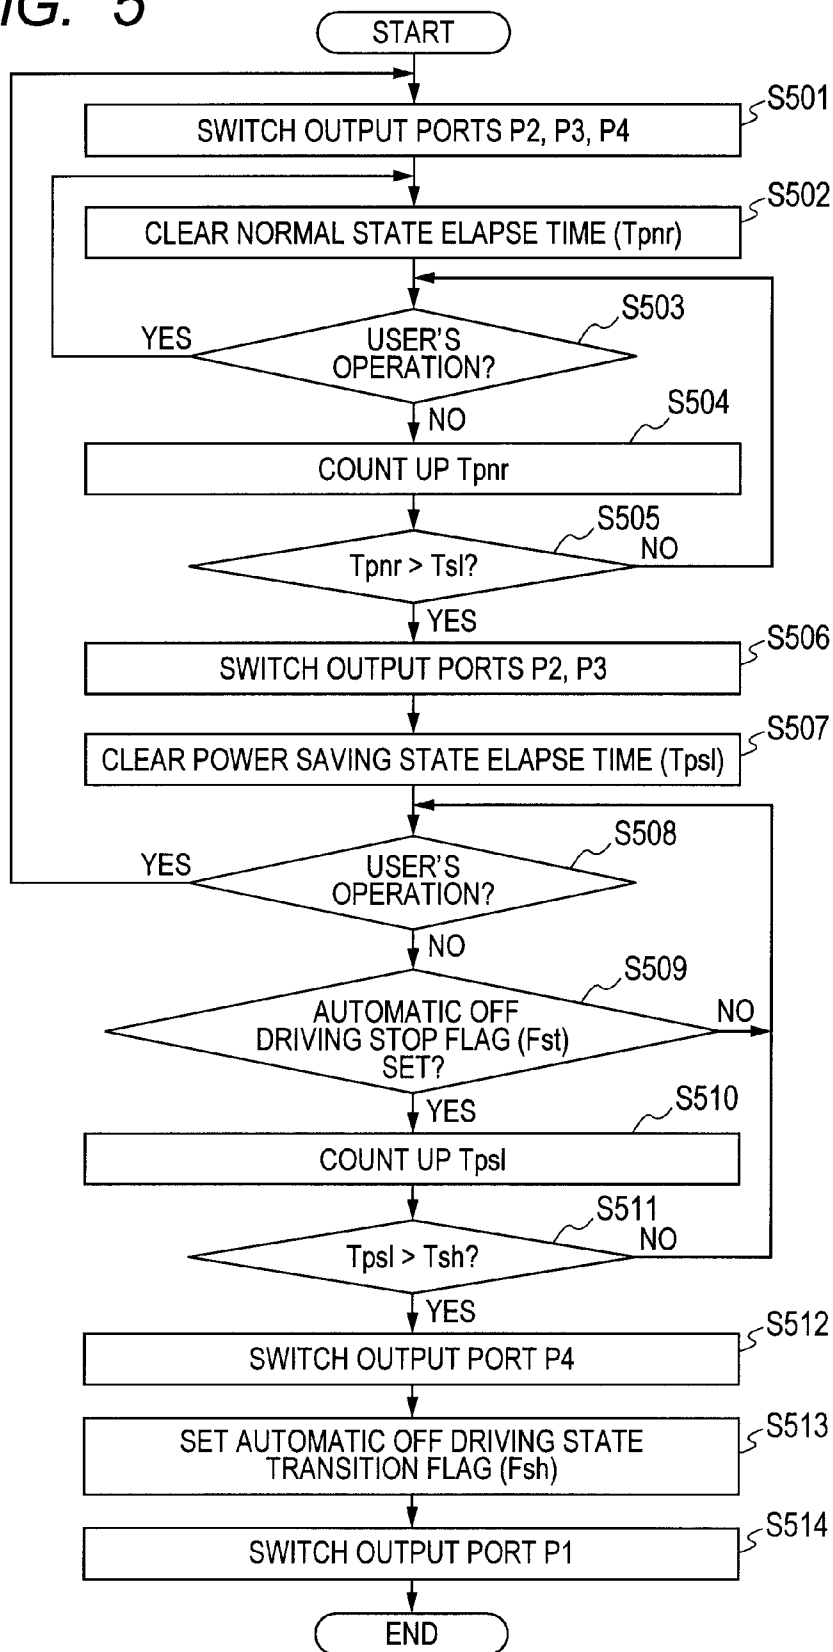 FIG. 5
START
SWITCH OUTPUT PORTS P2, P3, P4
S501
CLEAR NORMAL STATE ELAPSE TIME (Tpnr)
S502
S503
YES
USER'S
OPERATION?
NO
S504
COUNT UP Tpnr
S505
Tpnr > Tsl?
NO
YES
SWITCH OUTPUT PORTS P2, P3
S506
CLEAR POWER SAVING STATE ELAPSE TIME (Tpsl)
S507
S508
YES
USER'S
OPERATION?
NO
S509
AUTOMATIC OFF
DRIVING STOP FLAG (Fst)
SET?
NO
YES
S510
COUNT UP Tpsl
S511
Tpsl > Tsh?
NO
YES
SWITCH OUTPUT PORT P4
S512
SET AUTOMATIC OFF DRIVING STATE
TRANSITION FLAG (Fsh)
S513
SWITCH OUTPUT PORT P1
S514
END